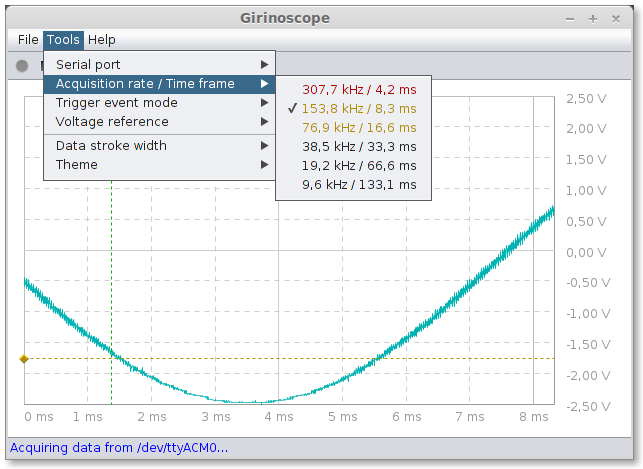 Girinoscope
File Tools Help
Serial port
Acquisition rate / Time frame
Trigger event mode
Voltage reference
Data stroke width
Theme
307,7 kHz / 4,2 ms
✓ 153,8 kHz / 8,3 ms
76,9 kHz / 16,6 ms
38,5 kHz / 33,3 ms
19,2 kHz / 66,6 ms
9,6 kHz / 133,1 ms
2,50 V
2,00 V
1,50 V
1,00 V
0,50 V
0,00 V
-0,50 V
-1,00 V
-1,50 V
-2,00 V
-2,50 V
0 ms 1 ms 2 ms 3 ms 4 ms 5 ms 6 ms 7 ms 8 ms
Acquiring data from /dev/ttyACM0...